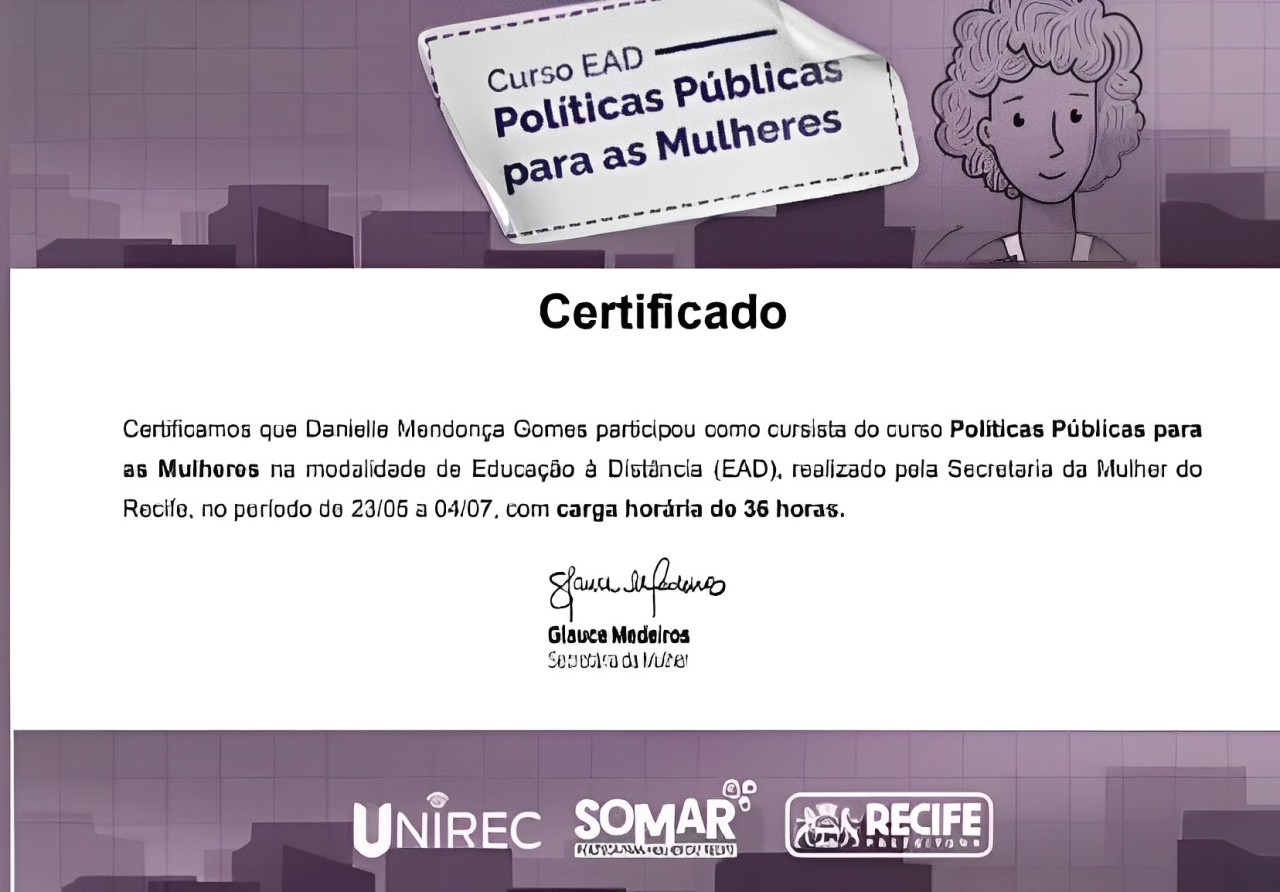 Curso EAD
Políticas Públicas
para as Mulheres
Certificado
Certificamos que Danielle Mendonça Gomes participou como cursista do curso Políticas Públicas para
as Mulheres na modalidade de Educação à Distância (EAD), realizado pela Secretaria da Mulher do
Recife, no período de 23/05 a 04/07, com carga horária de 36 horas.
Glauce Medeiros
Glauce Medeiros
da Mulher
UNIREC
SOMAR
RECIFE